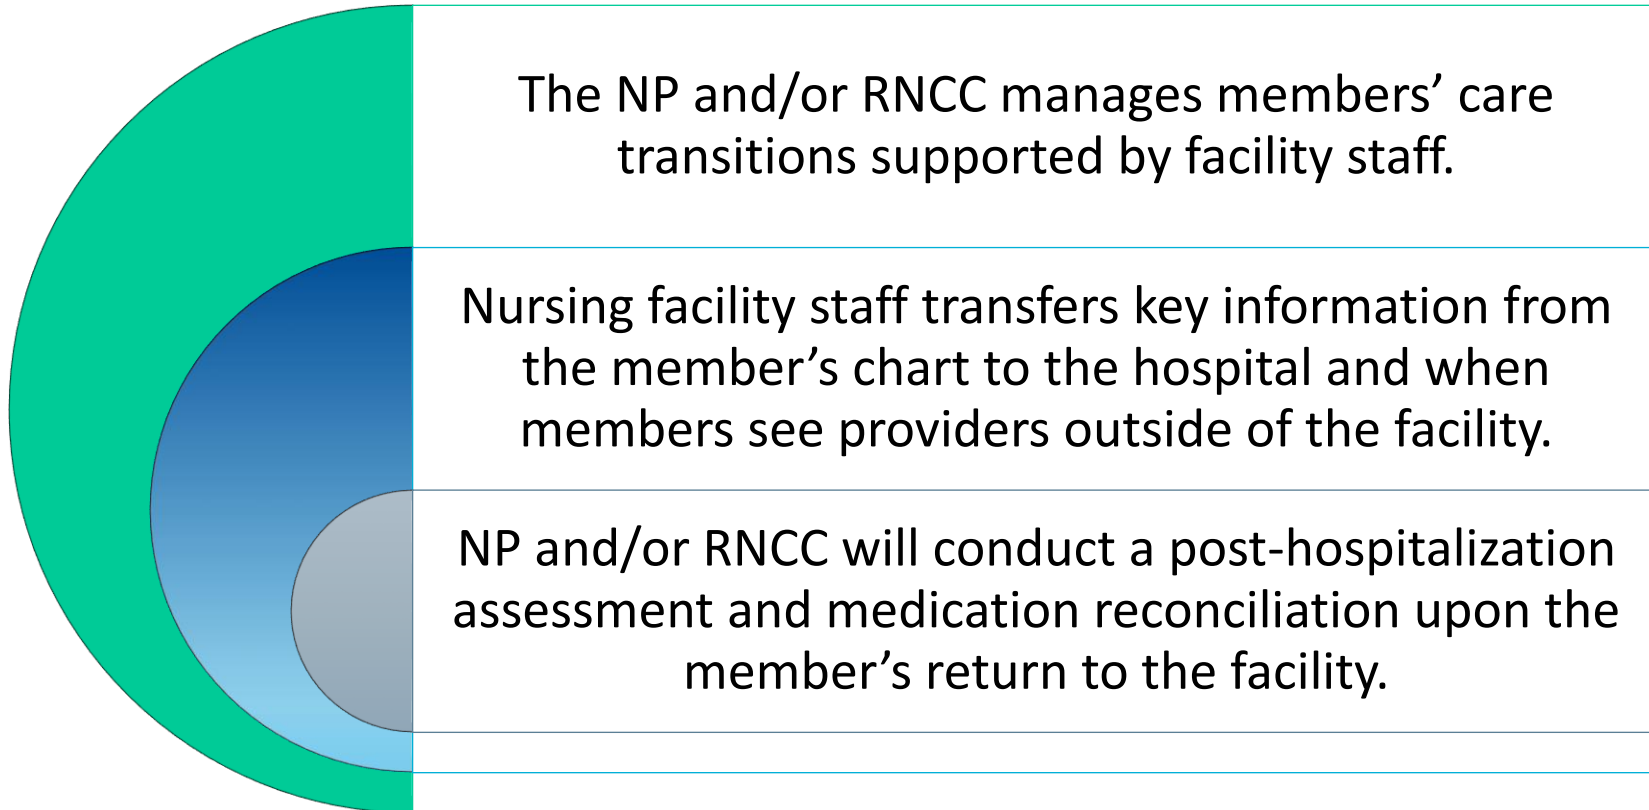 The NP and/or RNCC manages members’ care
transitions supported by facility staff.
Nursing facility staff transfers key information from
the member’s chart to the hospital and when
members see providers outside of the facility.
NP and/or RNCC will conduct a post-hospitalization
assessment and medication reconciliation upon the
member’s return to the facility.